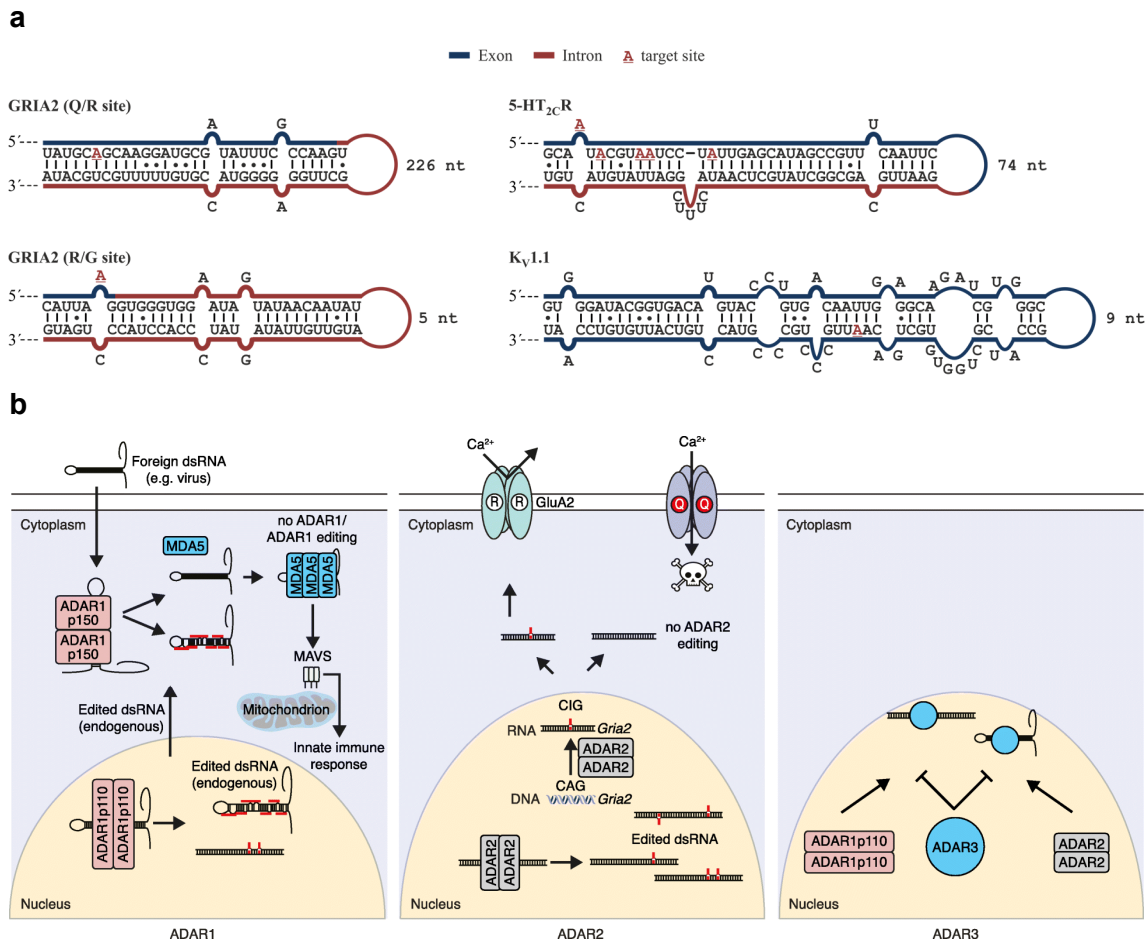 a
Exon Intron A target site
GRIA2 (Q/R site)
A G
5′---
UAUGCAGCAAGGAUGCG UAUUUC CCAAGU
AUACGUCGUUUUUGUGC AUGGGG GGUUCG
3′---
C A
226 nt
5-HT2CR
A U
5′---
GCA UACGUAAUCC–UAUUGAGCAUAGCCGUU CAAUUC
UGU AUGUAUUAGG AUAACUCGUAUCGGCGA GUUAAG
3′---
C C U U U C C
74 nt
GRIA2 (R/G site)
A A G
5′---
CAUUA GGUGGGUGG AUA UAUAACAAUAU
GUAGU CCAUCCACC UAU AUAUUGUUGUA
3′---
C C G
5 nt
KV1.1
G U C C U A G A A G A U U G
5′---
GU GGAUACGGUGACA GUAC GUG CAAUUG GGCA CG GGC
UA CCUGUGUUACUGU CAUG CGU GUUAAC UCGU GC CCG
3′---
A C C C C C C A G U G G U C U U A
9 nt
b
Foreign dsRNA
(e.g. virus)
Cytoplasm
no ADAR1/
ADAR1 editing
MDA5
MDA5
MDA5
MDA5
ADAR1
p150
ADAR1
p150
MAVS
Mitochondrion
Innate immune
response
Edited dsRNA
(endogenous)
Edited dsRNA
(endogenous)
ADAR1p110
ADAR1p110
Nucleus
ADAR1
Ca2+
Ca2+
R R
GluA2
Q Q
Cytoplasm
no ADAR2
editing
CIG
RNA
Gria2
ADAR2
ADAR2
CAG
DNA
Gria2
Edited dsRNA
ADAR2
ADAR2
Nucleus
ADAR2
Cytoplasm
ADAR1p110
ADAR1p110
ADAR3
ADAR2
ADAR2
Nucleus
ADAR3